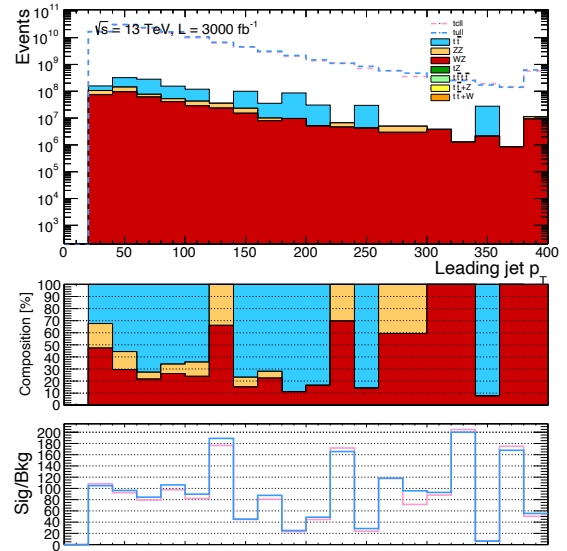 Events
10¹¹
10¹⁰
10⁹
10⁸
10⁷
10⁶
10⁵
10⁴
10³
10²
√s = 13 TeV, L = 3000 fb⁻¹
tcll
tull
tt̄
ZZ
WZ
tZ
tt̄tt̄
tt̄+Z
tt̄+W
0 50 100 150 200 250 300 350 400
Leading jet p_T
Composition [%]
100
90
80
70
60
50
40
30
20
10
0
Sig/Bkg
200
180
160
140
120
100
80
60
40
20
0